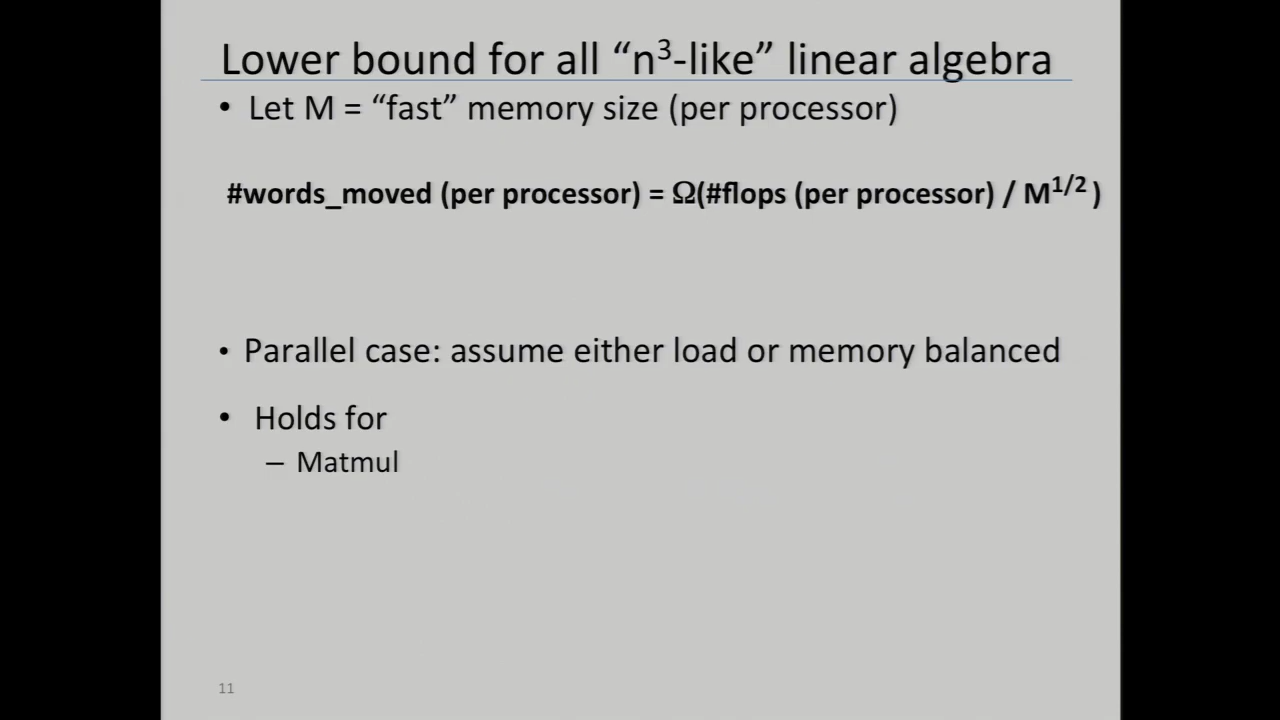 Lower bound for all “n³-like” linear algebra
• Let M = “fast” memory size (per processor)
#words_moved (per processor) = Ω(#flops (per processor) / M^1/2 )
• Parallel case: assume either load or memory balanced
• Holds for
– Matmul
11